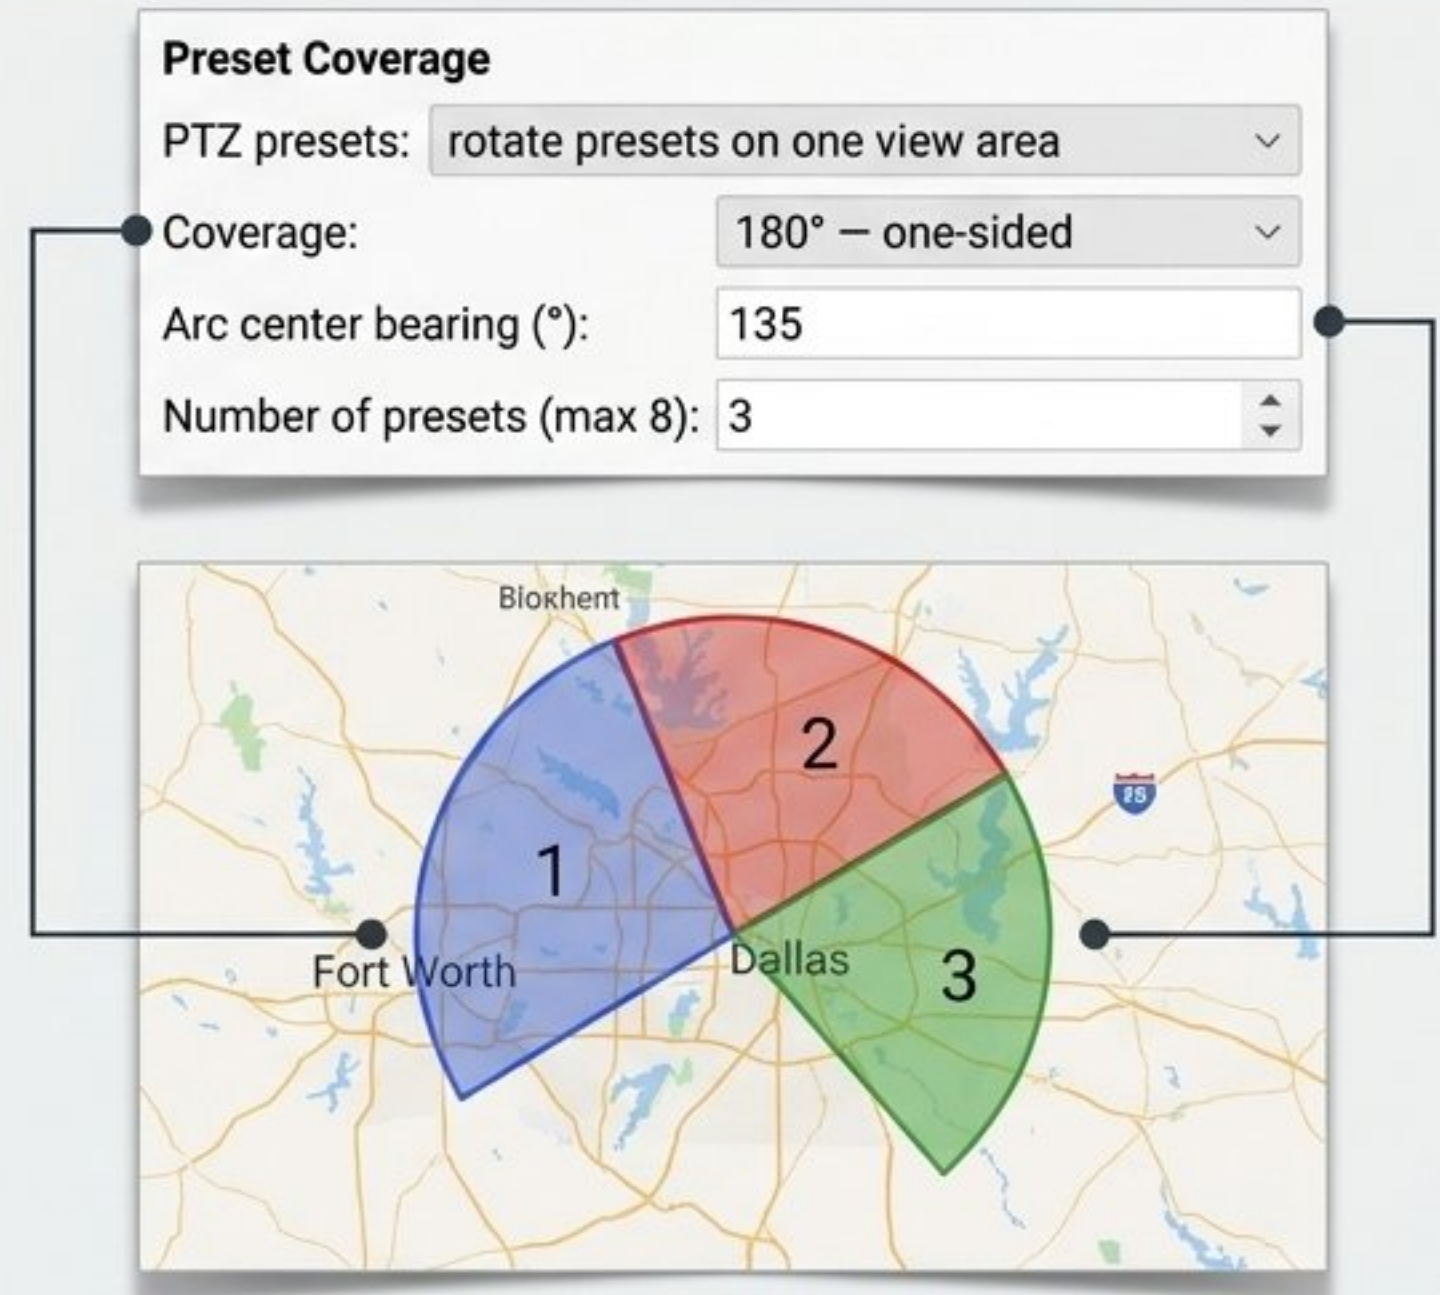 Preset Coverage
PTZ presets: rotate presets on one view area
Coverage: 180° — one-sided
Arc center bearing (°): 135
Number of presets (max 8): 3
Bioкhent
2
1
Fort Worth
Dallas
3